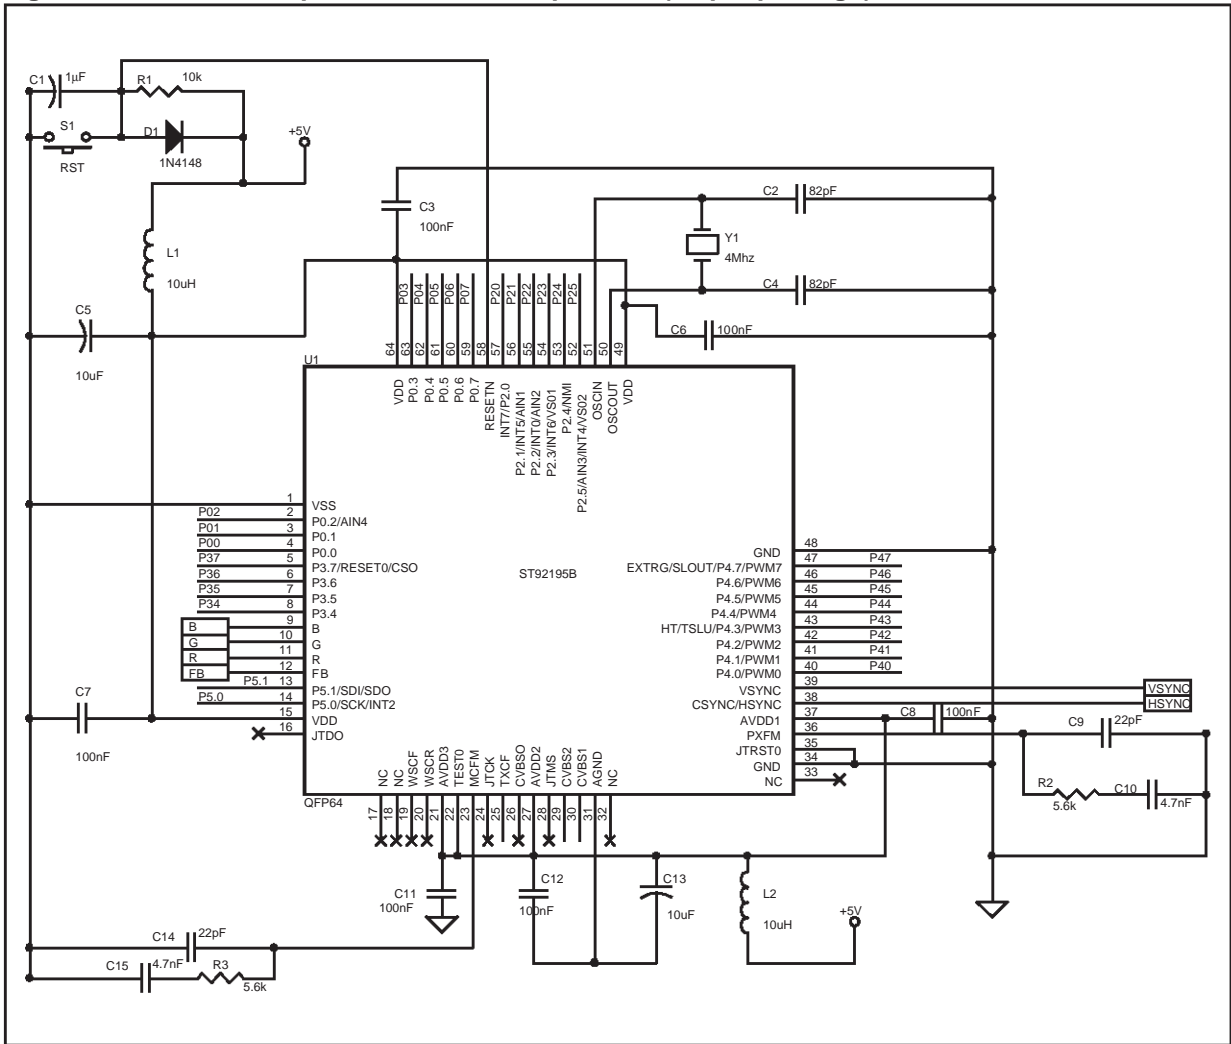 C1
1µF
R1
10k
S1
RST
D1
1N4148
+5V
C3
100nF
C2
82pF
Y1
4Mhz
C4
82pF
C6
100nF
L1
10uH
C5
10uF
P03
P04
P05
P06
P07
P20
P21
P22
P23
P24
P25
64
63
62
61
60
59
58
57
56
55
54
53
52
51
50
49
U1
VDD
P0.3
P0.4
P0.5
P0.6
P0.7
RESETN
INT7/P2.0
P2.1/INT5/AIN1
P2.2/INT0/AIN2
P2.3/INT6/VS01
P2.4/NMI
P2.5/AIN3/INT4/VS02
OSCIN
OSCOUT
VDD
1 VSS
P02 2 P0.2/AIN4
P01 3 P0.1
P00 4 P0.0
P37 5 P3.7/RESET0/CSO
P36 6 P3.6
P35 7 P3.5
P34 8 P3.4
B 9 B
G 10 G
R 11 R
FB 12 FB
P5.1 13 P5.1/SDI/SDO
P5.0 14 P5.0/SCK/INT2
15 VDD
16 JTDO
C7
100nF
ST92195B
GND 48
EXTRG/SLOUT/P4.7/PWM7 47 P47
P4.6/PWM6 46 P46
P4.5/PWM5 45 P45
P4.4/PWM4 44 P44
HT/TSLU/P4.3/PWM3 43 P43
P4.2/PWM2 42 P42
P4.1/PWM1 41 P41
P4.0/PWM0 40 P40
VSYNC 39 VSYNC
CSYNC/HSYNC 38 HSYNC
AVDD1 37
PXFM 36
JTRST0 35
GND 34
NC 33
C8
100nF
C9
22pF
R2
5.6k
C10
4.7nF
NC
NC
WSCF
WSCR
AVDD3
TEST0
MCFM
JTCK
TXCF
CVBSO
AVDD2
JTMS
CVBS2
CVBS1
AGND
NC
QFP64
17
18
19
20
21
22
23
24
25
26
27
28
29
30
31
32
C11
100nF
C12
100nF
C13
10uF
L2
10uH
+5V
C14
22pF
C15
4.7nF
R3
5.6k